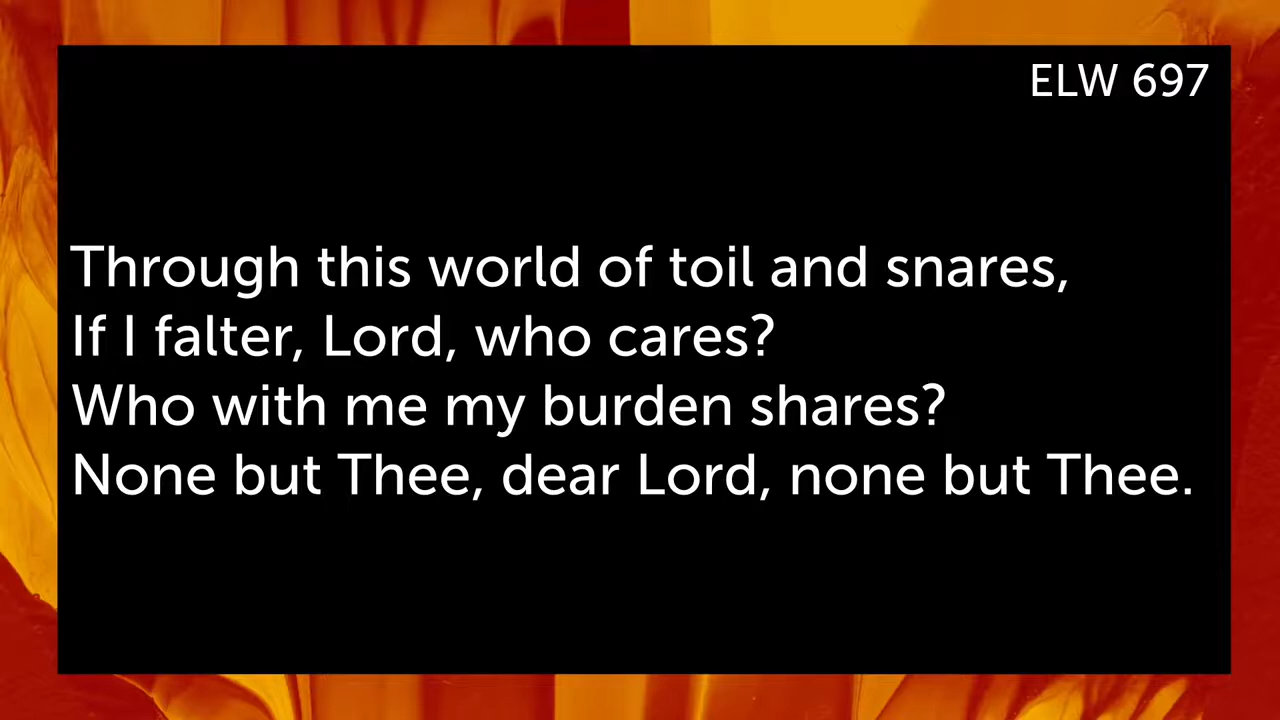 ELW 697
Through this world of toil and snares,
If I falter, Lord, who cares?
Who with me my burden shares?
None but Thee, dear Lord, none but Thee.